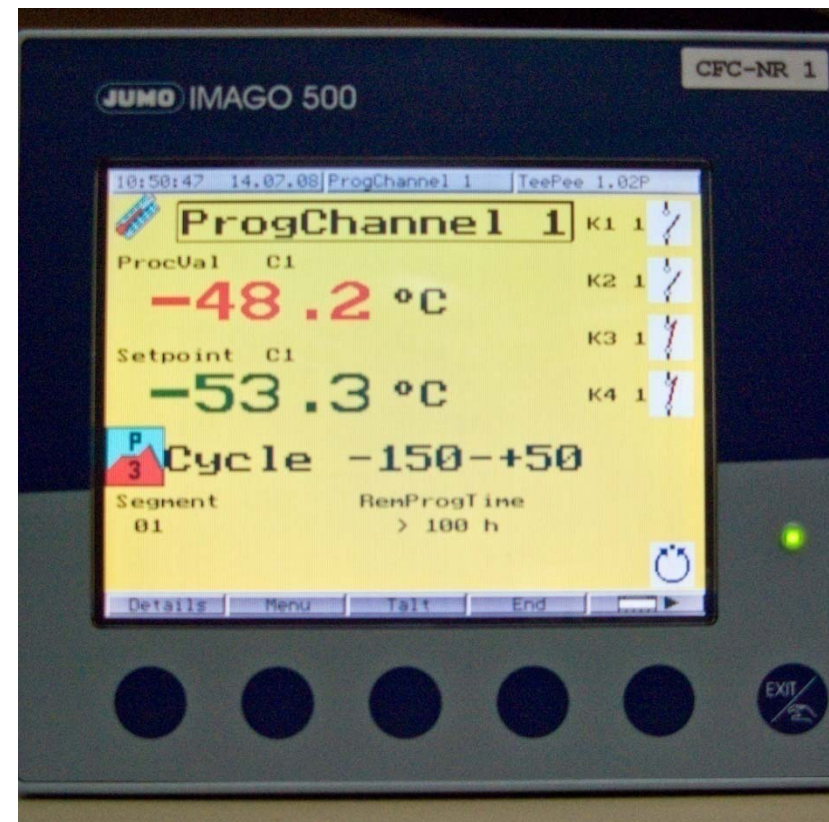 CFC-NR 1
JUMO IMAGO 500
10:50:47 14.07.08 ProgChannel 1 TeePee 1.02P
ProgChannel 1
K1 1
ProcVal C1
-48.2 °C
K2 1
K3 1
Setpoint C1
-53.3 °C
K4 1
P
3
Cycle -150-+50
Segment RemProgTime
01 > 100 h
Details Menu Talt End
EXIT